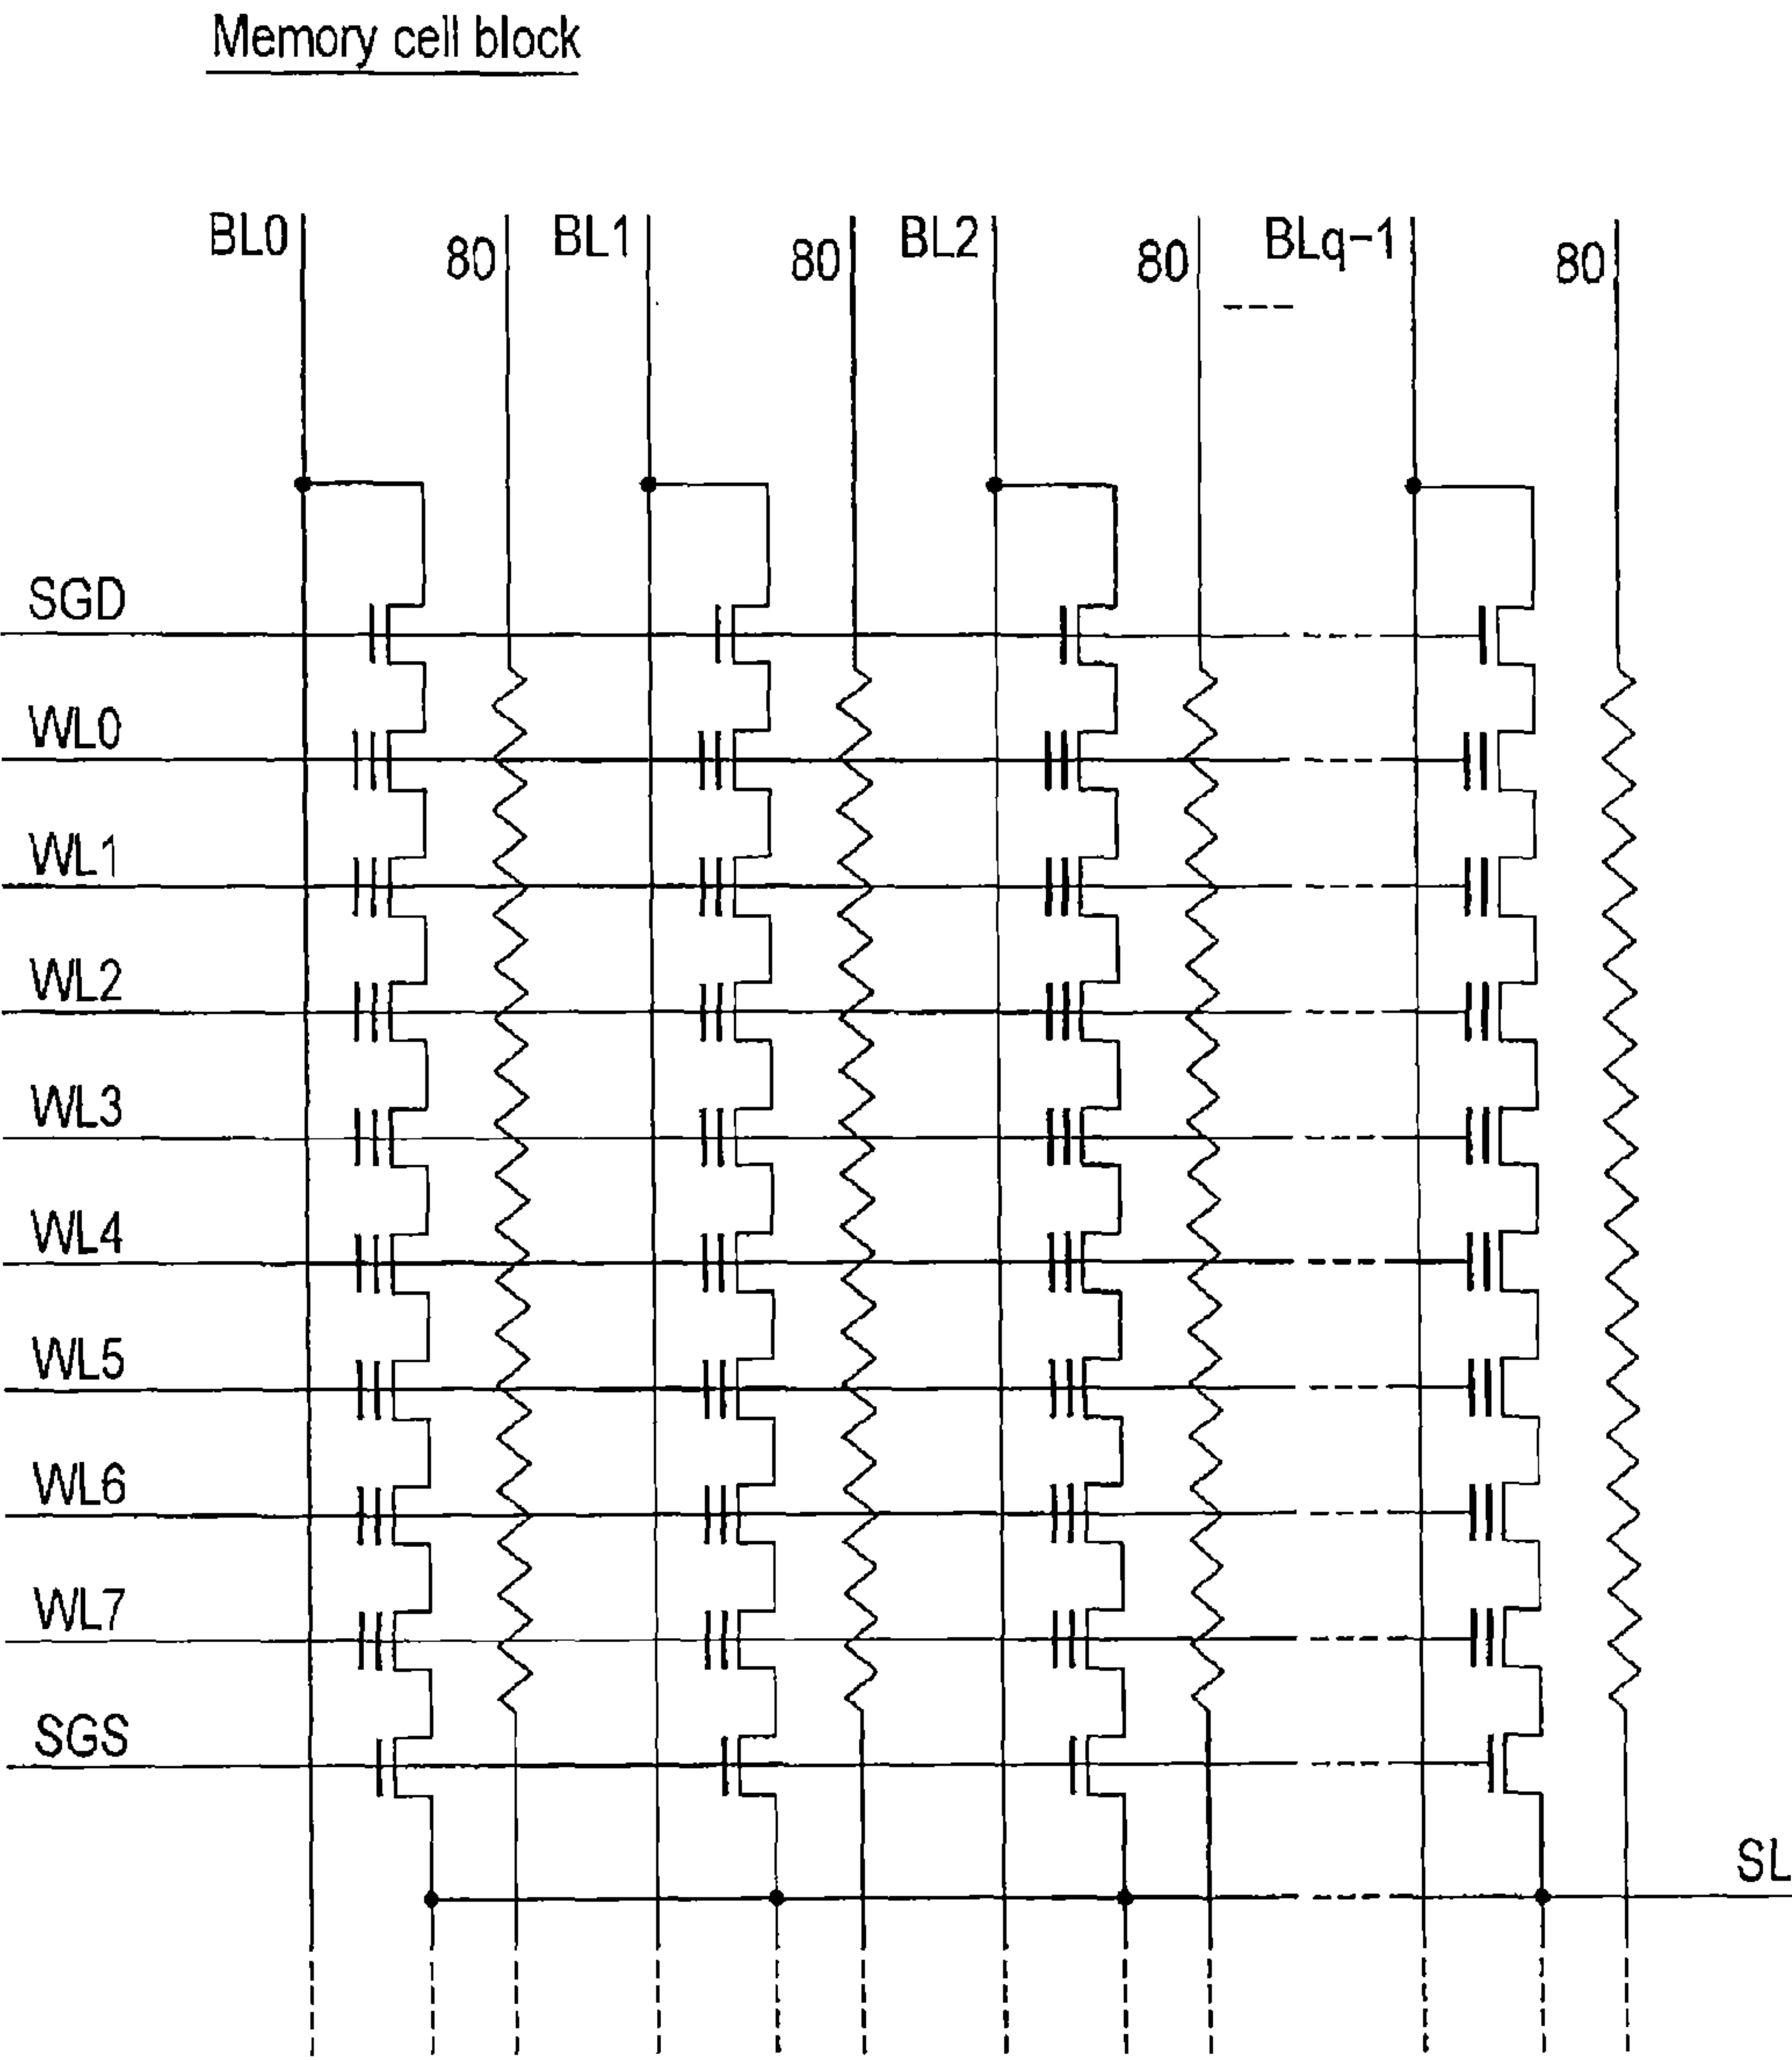 Memory cell block
BL0 80 BL1 80 BL2 80 BLq-1 80
SGD
WL0
WL1
WL2
WL3
WL4
WL5
WL6
WL7
SGS
SL